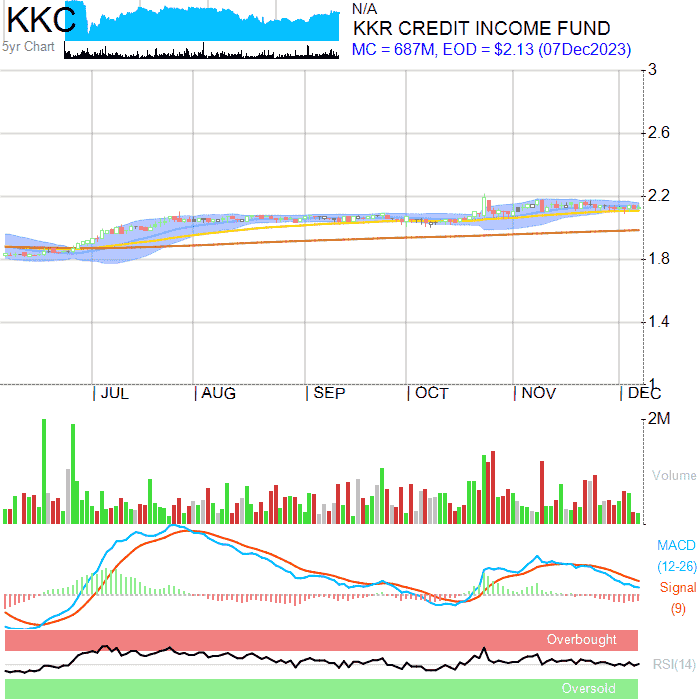 KKC
5yr Chart
N/A
KKR CREDIT INCOME FUND
MC = 687M, EOD = $2.13 (07Dec2023)
3
2.6
2.2
1.8
1.4
1
JUL AUG SEP OCT NOV DEC
2M
Volume
MACD
(12-26)
Signal
(9)
Overbought
RSI(14)
Oversold